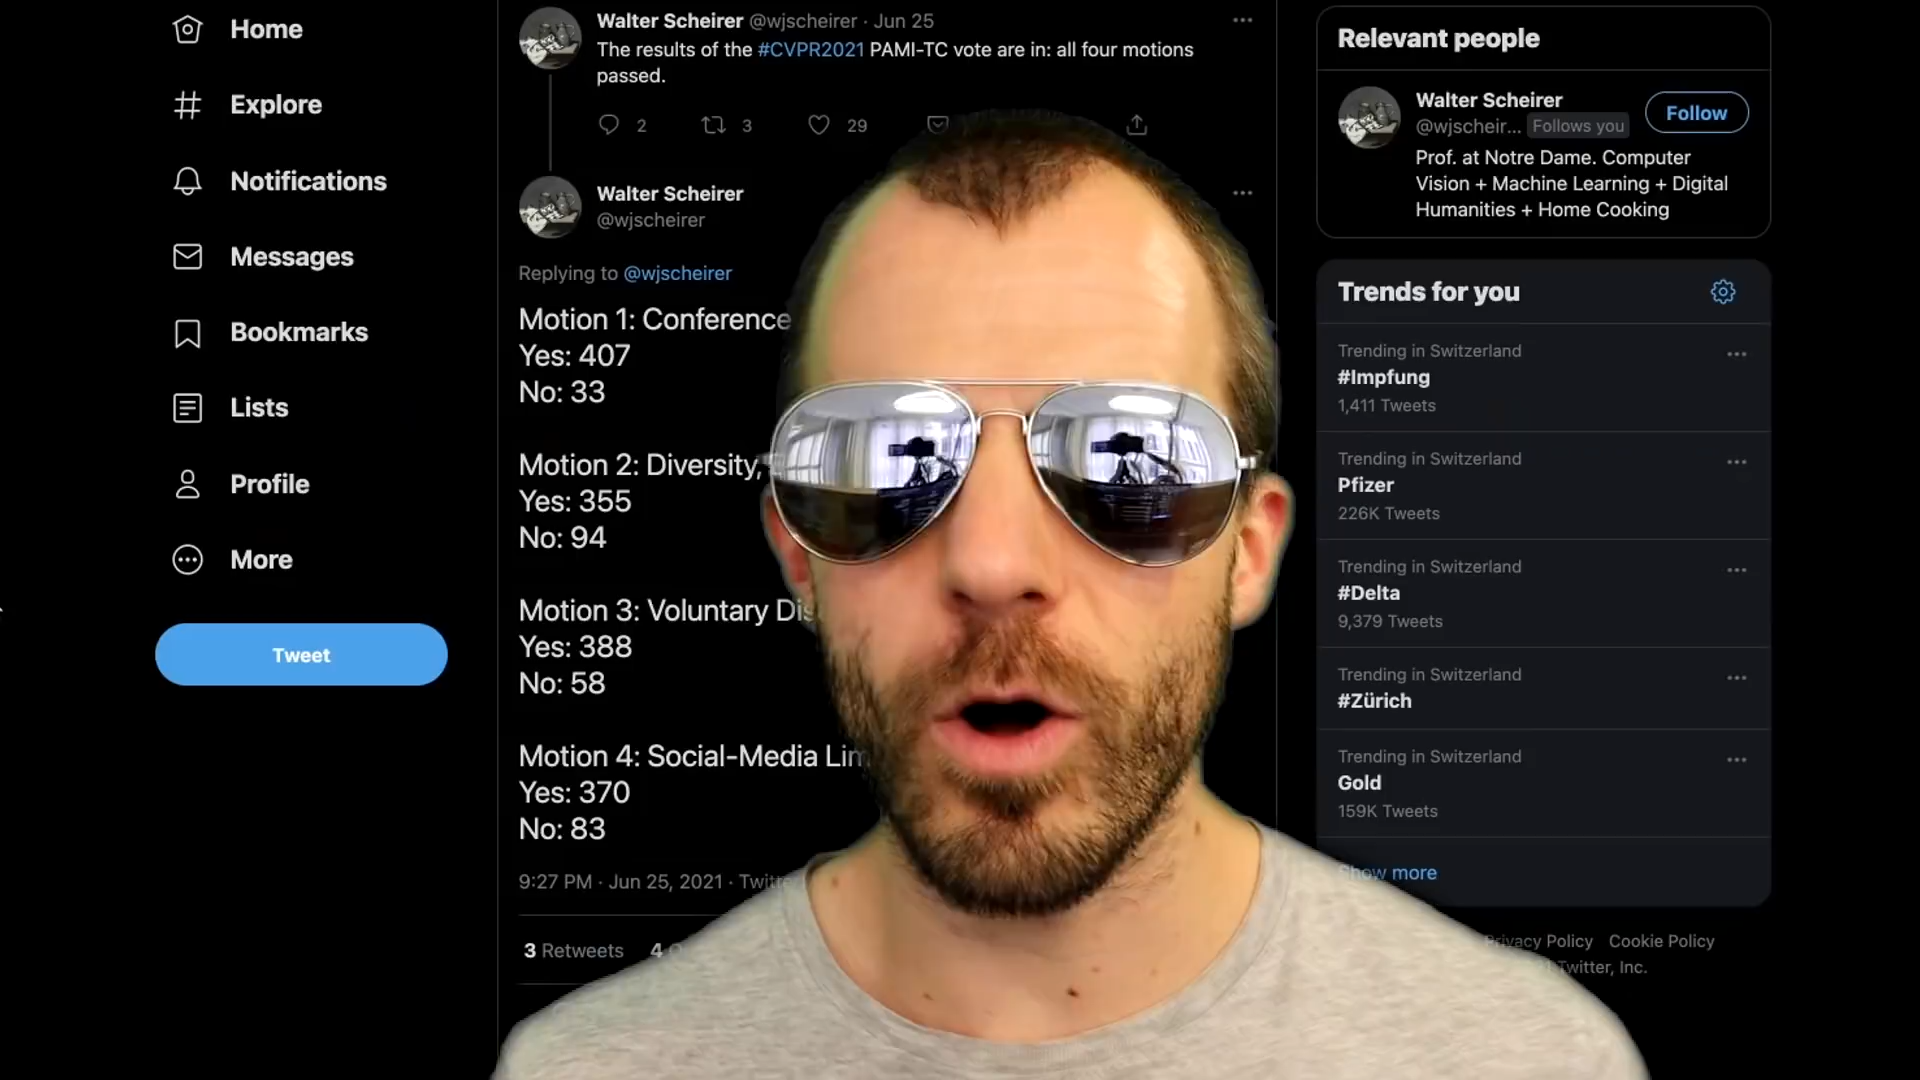 Home
Explore
Notifications
Messages
Bookmarks
Lists
Profile
More
Tweet
Walter Scheirer @wjscheirer · Jun 25
The results of the #CVPR2021 PAMI-TC vote are in: all four motions
passed.
2 3 29
Walter Scheirer
@wjscheirer
Replying to @wjscheirer
Motion 1: Conference
Yes: 407
No: 33
Motion 2: Diversity,
Yes: 355
No: 94
Motion 3: Voluntary
Yes: 388
No: 58
Motion 4: Social-Media
Yes: 370
No: 83
9:27 PM · Jun 25, 2021 · Twitter
3 Retweets 4
Relevant people
Walter Scheirer
@wjscheir... Follows you
Follow
Prof. at Notre Dame. Computer
Vision + Machine Learning + Digital
Humanities + Home Cooking
Trends for you
Trending in Switzerland
#Impfung
1,411 Tweets
Trending in Switzerland
Pfizer
226K Tweets
Trending in Switzerland
#Delta
9,379 Tweets
Trending in Switzerland
#Zürich
Trending in Switzerland
Gold
159K Tweets
Show more
Privacy Policy Cookie Policy
Twitter, Inc.